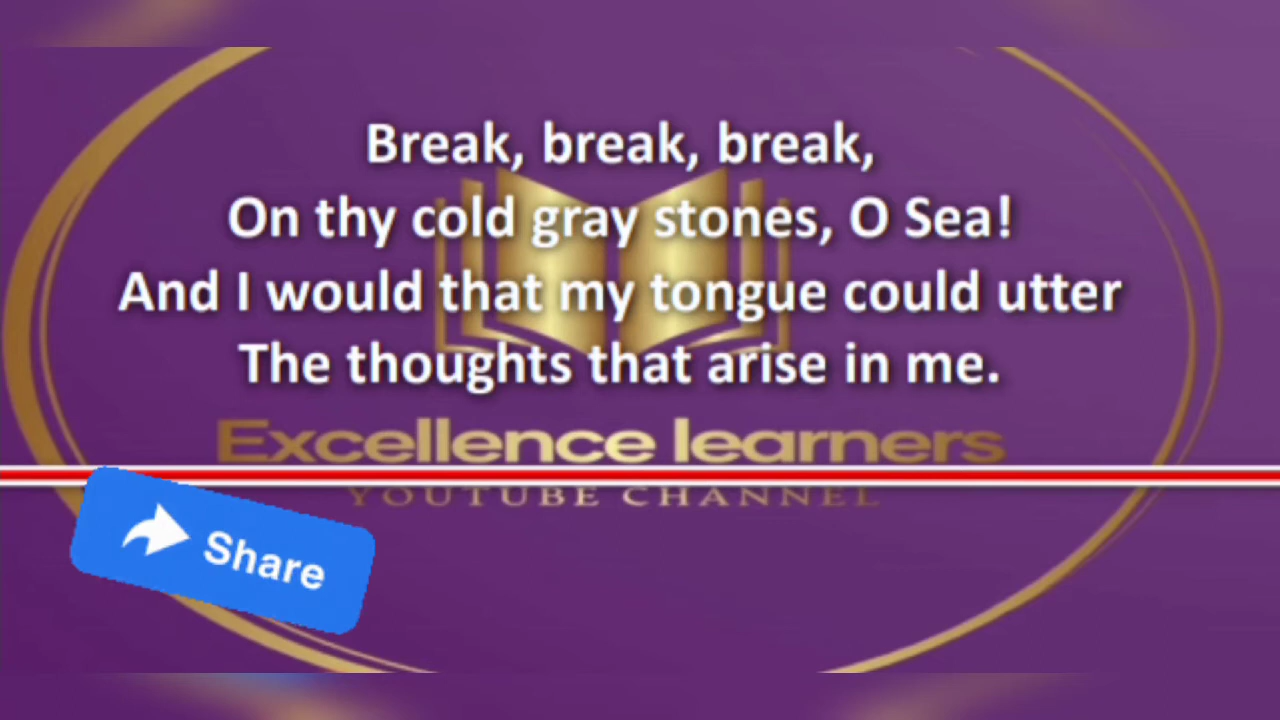 Break, break, break,
On thy cold gray stones, O Sea!
And I would that my tongue could utter
The thoughts that arise in me.
Excellence learners
YOUTUBE CHANNEL
Share